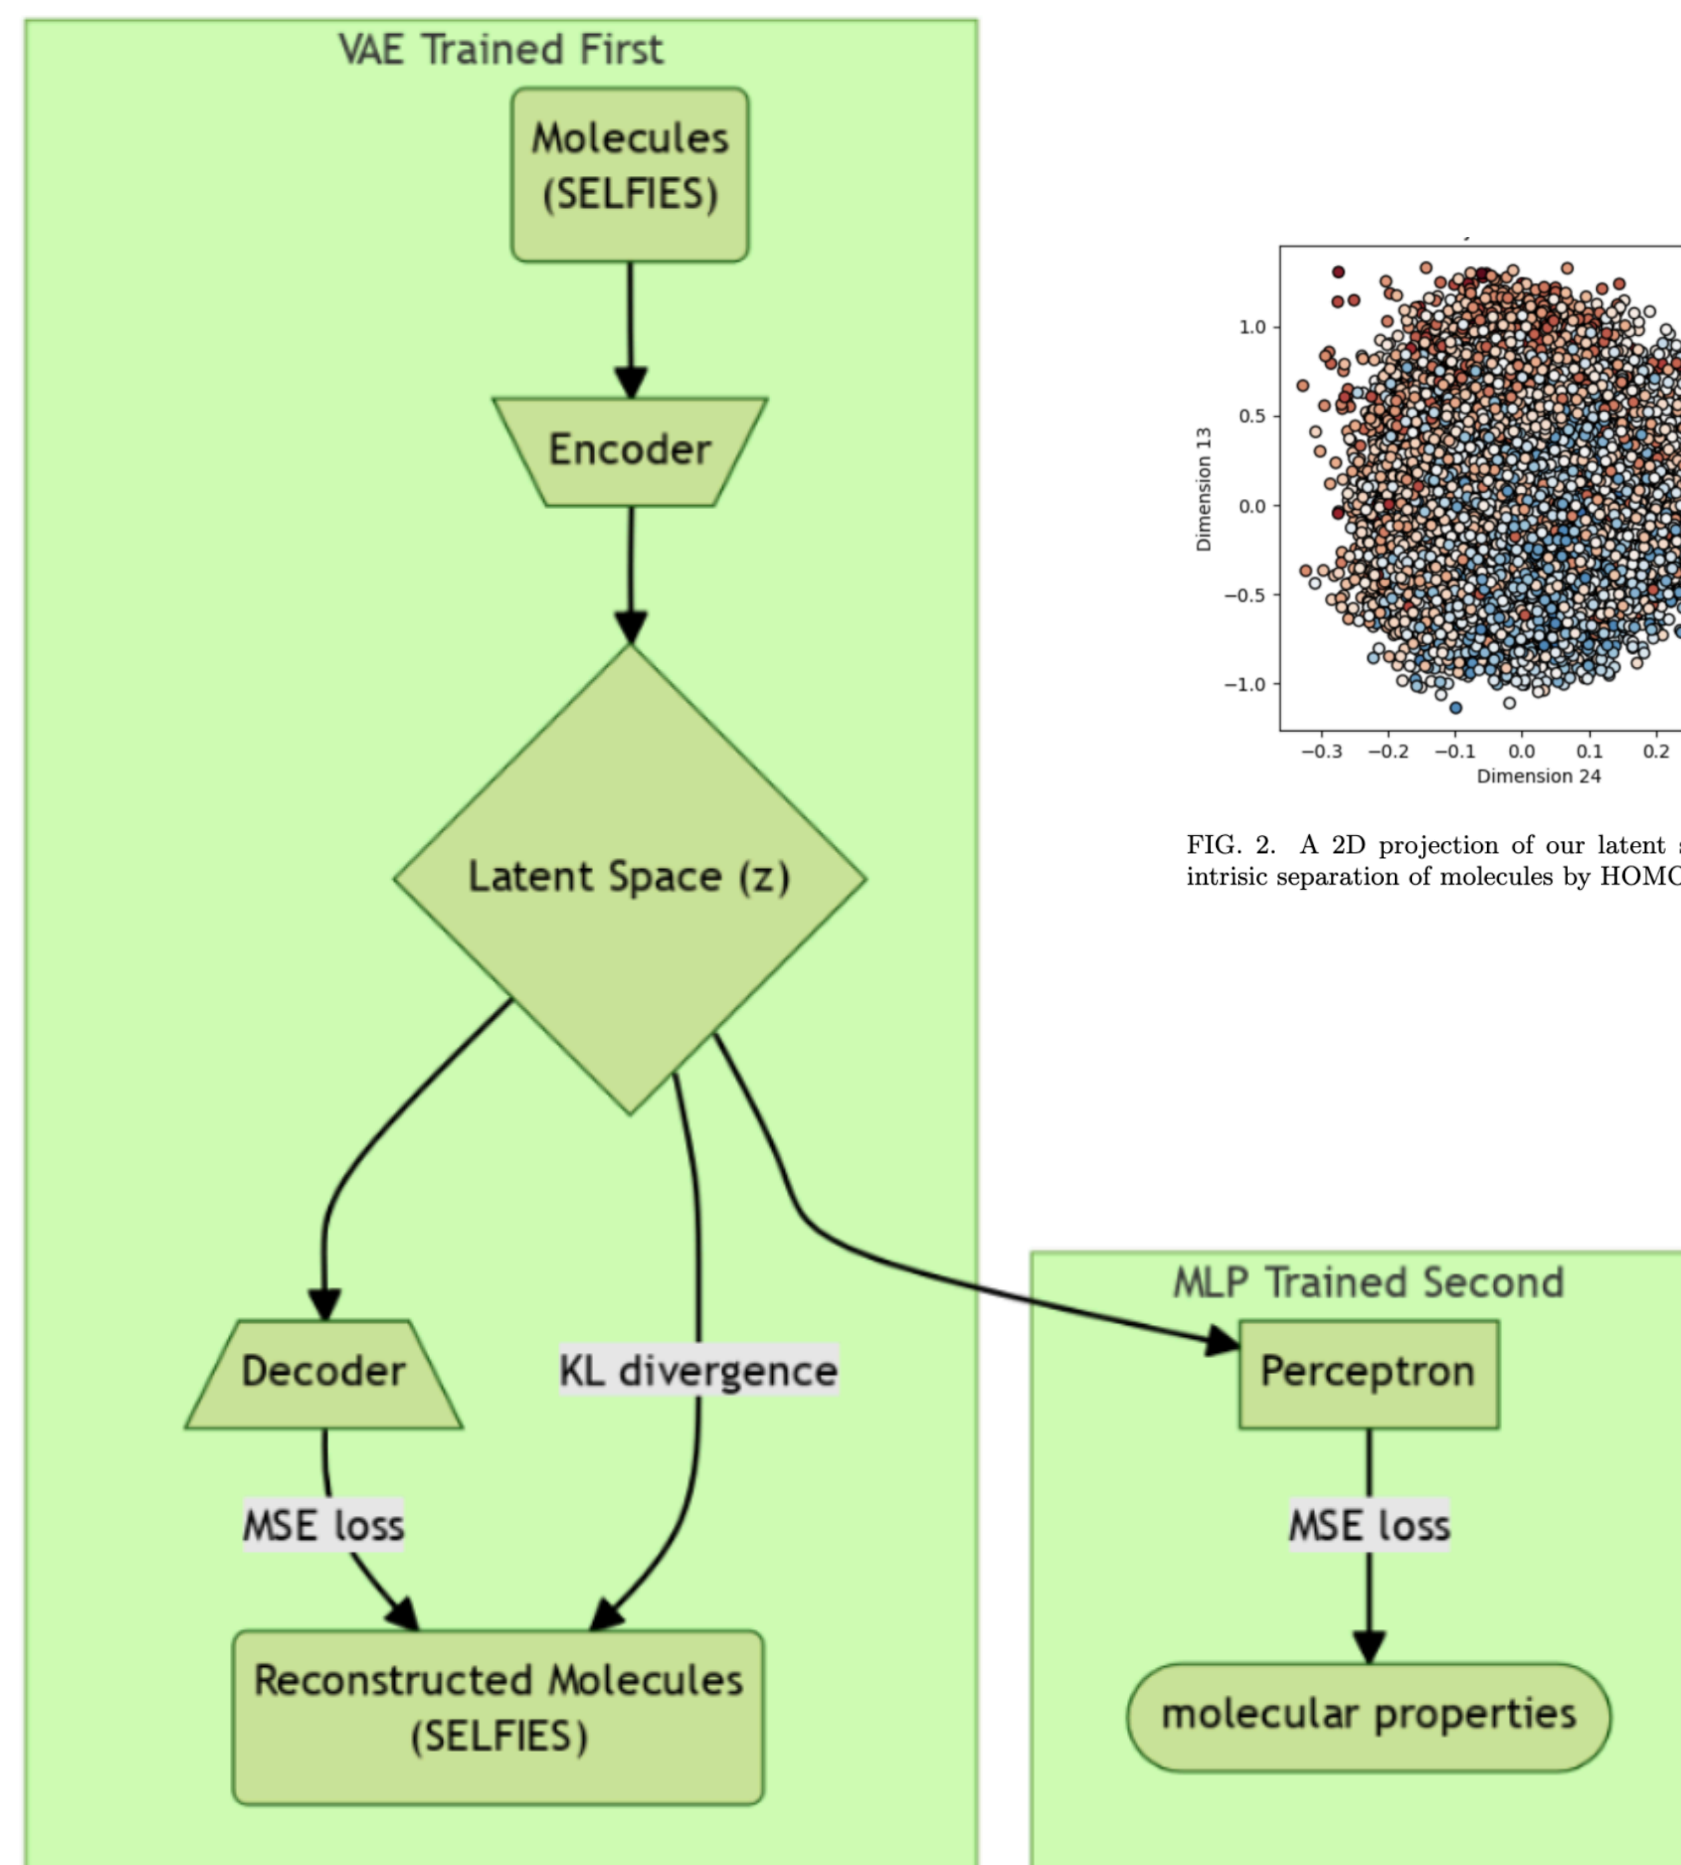 VAE Trained First
Molecules
(SELFIES)
Encoder
Latent Space (z)
Decoder
KL divergence
MSE loss
Reconstructed Molecules
(SELFIES)
1.0
0.5
0.0
−0.5
−1.0
Dimension 13
−0.3 −0.2 −0.1 0.0 0.1 0.2
Dimension 24
FIG. 2. A 2D projection of our latent
intrisic separation of molecules by HOMO
MLP Trained Second
Perceptron
MSE loss
molecular properties